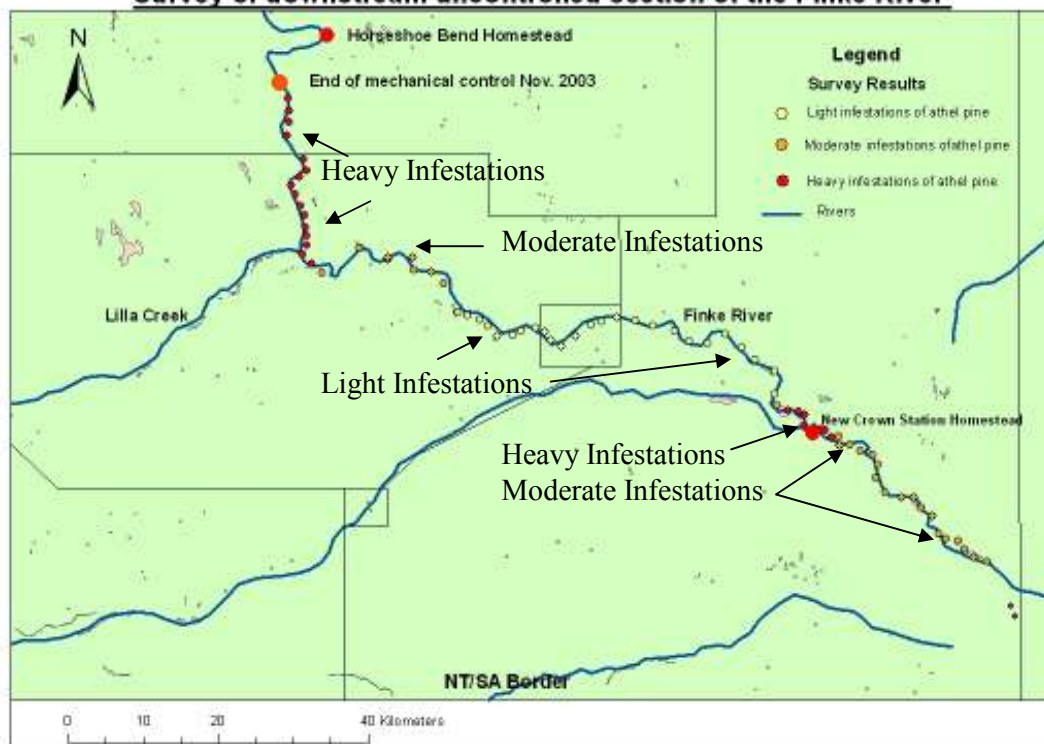 Survey of downstream uncontrolled section of the Finke River
N
Horseshoe Bend Homestead
End of mechanical control Nov. 2003
Legend
Survey Results
Light infestations of athel pine
Moderate infestations ofathel pine
Heavy infestations of athel pine
Rivers
Heavy Infestations
Moderate Infestations
Lilla Creek
Finke River
Light Infestations
New Crown Station Homestead
Heavy Infestations
Moderate Infestations
NT/SA Border
0 10 20 40 Kilometers